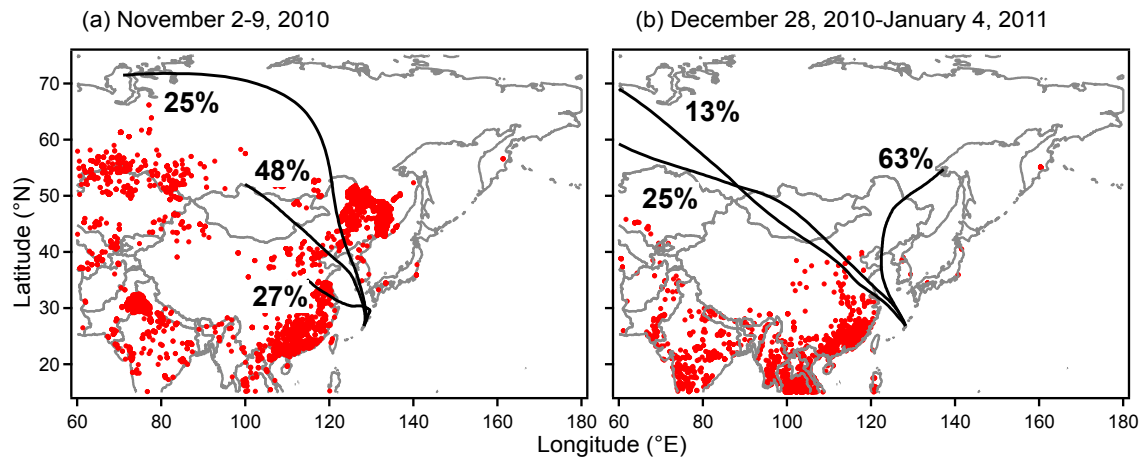 (a) November 2-9, 2010
(b) December 28, 2010-January 4, 2011
Latitude (°N)
70
60
50
40
30
20
25%
48%
27%
13%
63%
25%
60 80 100 120 140 160 180
60 80 100 120 140 160 180
Longitude (°E)